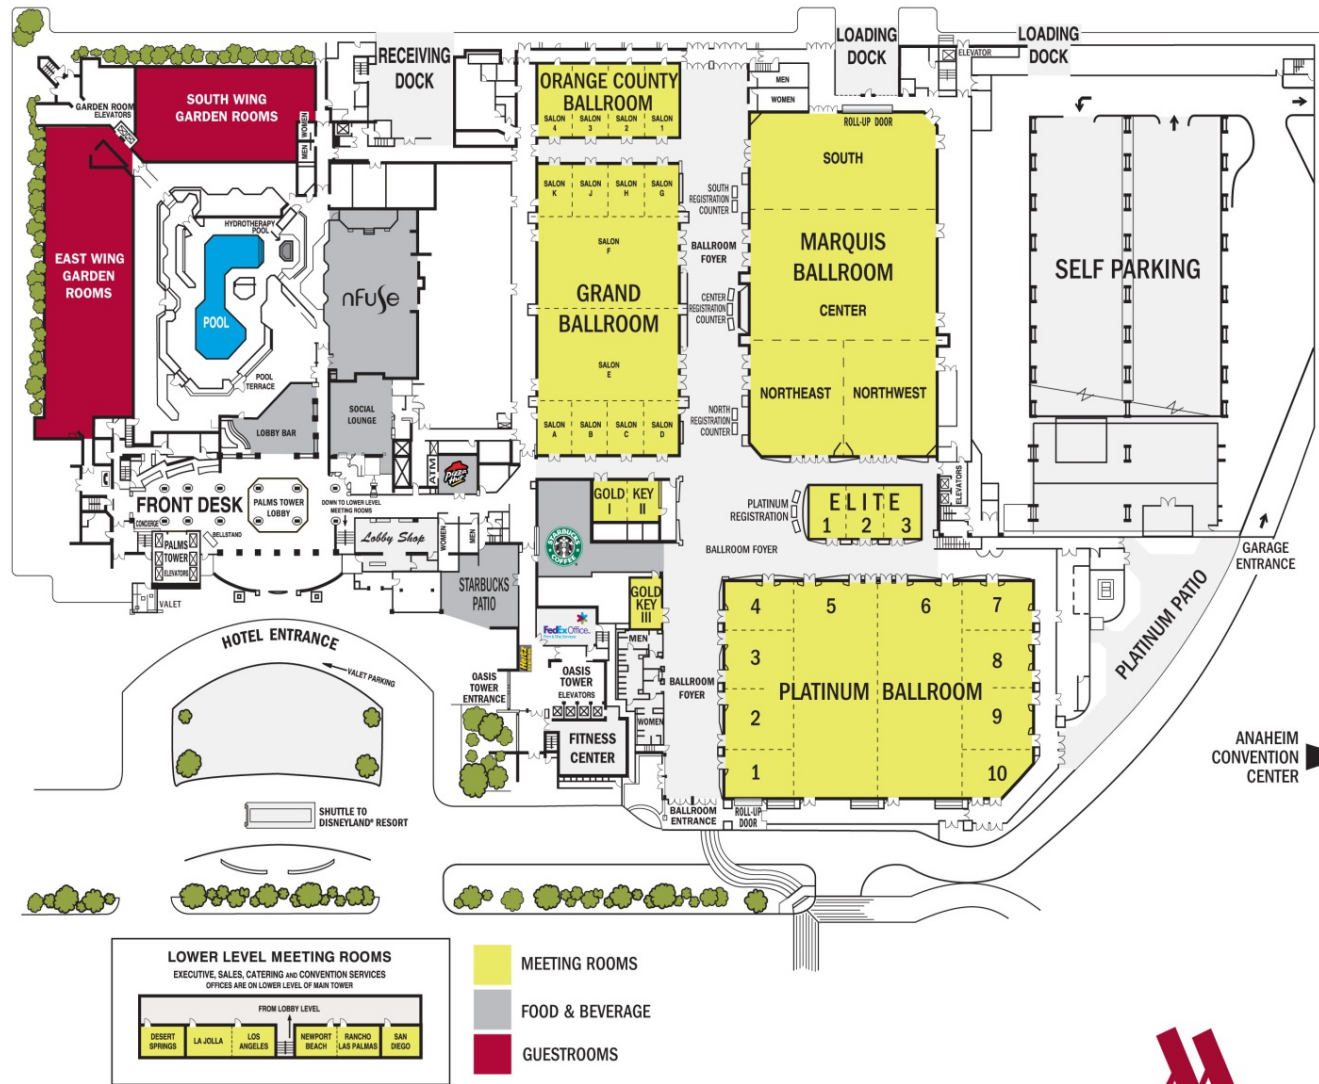 RECEIVING
DOCK
LOADING
DOCK
LOADING
DOCK
ELEVATOR
MEN
WOMEN
ORANGE COUNTY
BALLROOM
SALON
4
SALON
3
SALON
2
SALON
1
ROLL-UP DOOR
SOUTH WING
GARDEN ROOMS
GARDEN ROOM
ELEVATORS
MEN
WOMEN
EAST WING
GARDEN
ROOMS
HYDROTHERAPY
POOL
POOL
POOL
TERRACE
nFuse
SOCIAL
LOUNGE
LOBBY BAR
SALON
K
SALON
J
SALON
H
SALON
G
SALON
F
GRAND
BALLROOM
SALON
E
SALON
A
SALON
B
SALON
C
SALON
D
SOUTH
REGISTRATION
COUNTER
BALLROOM
FOYER
CENTER
REGISTRATION
COUNTER
NORTH
REGISTRATION
COUNTER
SOUTH
MARQUIS
BALLROOM
CENTER
NORTHEAST
NORTHWEST
SELF PARKING
ATM
Pizza
Hut
FRONT DESK
PALMS TOWER
LOBBY
DOWN TO LOWER LEVEL
MEETING ROOMS
CONCIERGE
BELLSTAND
PALMS
TOWER
ELEVATORS
VALET
Lobby Shop
WOMEN
MEN
STARBUCKS
PATIO
STARBUCKS
COFFEE
GOLD KEY
I II
GOLD
KEY
III
PLATINUM
REGISTRATION
BALLROOM FOYER
ELITE
1 2 3
ELEVATORS
GARAGE
ENTRANCE
PLATINUM PATIO
HOTEL ENTRANCE
VALET PARKING
FedEx Office.
Hertz
OASIS
TOWER
ENTRANCE
OASIS
TOWER
ELEVATORS
FITNESS
CENTER
MEN
WOMEN
BALLROOM
FOYER
4 5 6 7
3 8
PLATINUM BALLROOM
2 9
1 10
BALLROOM
ENTRANCE
ROLL-UP
DOOR
ANAHEIM
CONVENTION
CENTER
SHUTTLE TO
DISNEYLAND® RESORT
LOWER LEVEL MEETING ROOMS
EXECUTIVE, SALES, CATERING AND CONVENTION SERVICES
OFFICES ARE ON LOWER LEVEL OF MAIN TOWER
FROM LOBBY LEVEL
DESERT
SPRINGS
LA JOLLA
LOS
ANGELES
NEWPORT
BEACH
RANCHO
LAS PALMAS
SAN
DIEGO
MEETING ROOMS
FOOD & BEVERAGE
GUESTROOMS